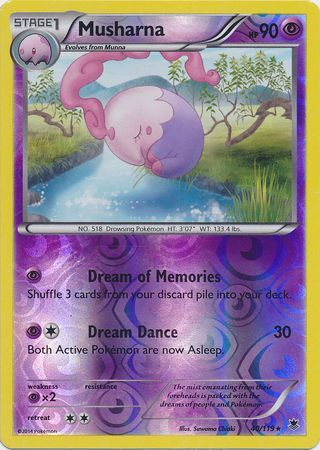 STAGE1
Musharna
HP90
Evolves from Munna
NO. 518 Drowsing Pokémon HT: 3'07" WT: 133.4 lbs.
Dream of Memories
Shuffle 3 cards from your discard pile into your deck.
Dream Dance 30
Both Active Pokémon are now Asleep.
weakness resistance
×2
The mist emanating from their
foreheads is packed with the
dreams of people and Pokémon.
retreat
©2014 Pokémon
Illus. Suwama Chiaki
40/119★